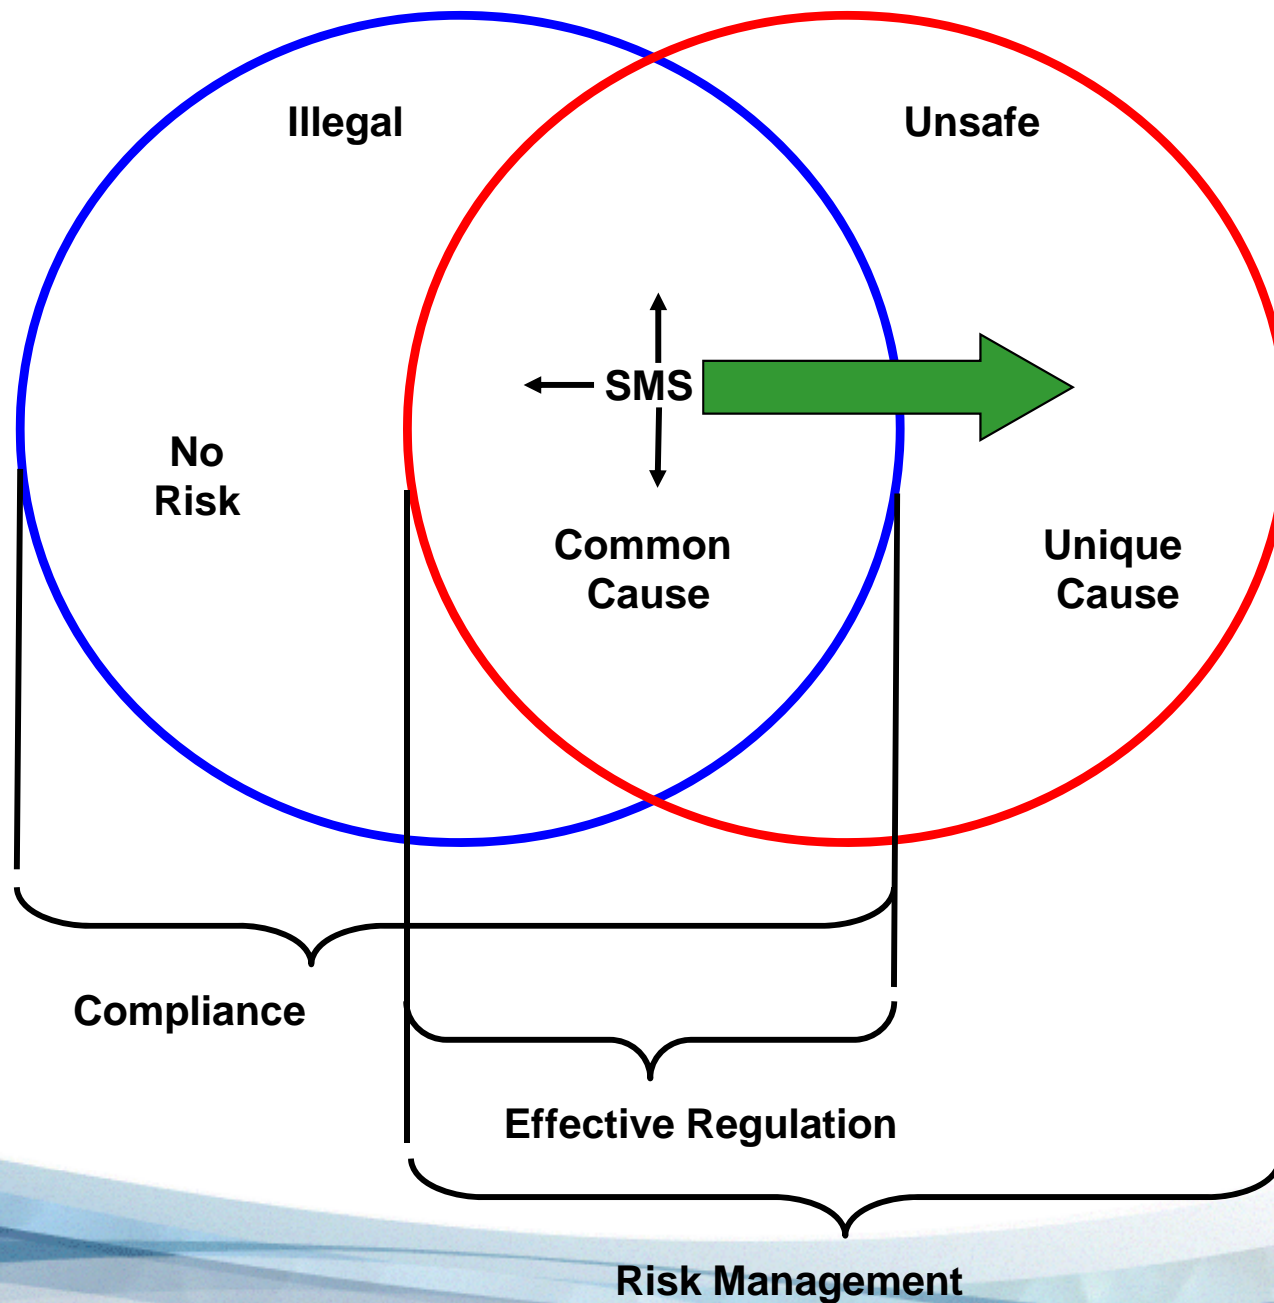 Illegal
Unsafe
SMS
No
Risk
Common
Cause
Unique
Cause
Compliance
Effective Regulation
Risk Management